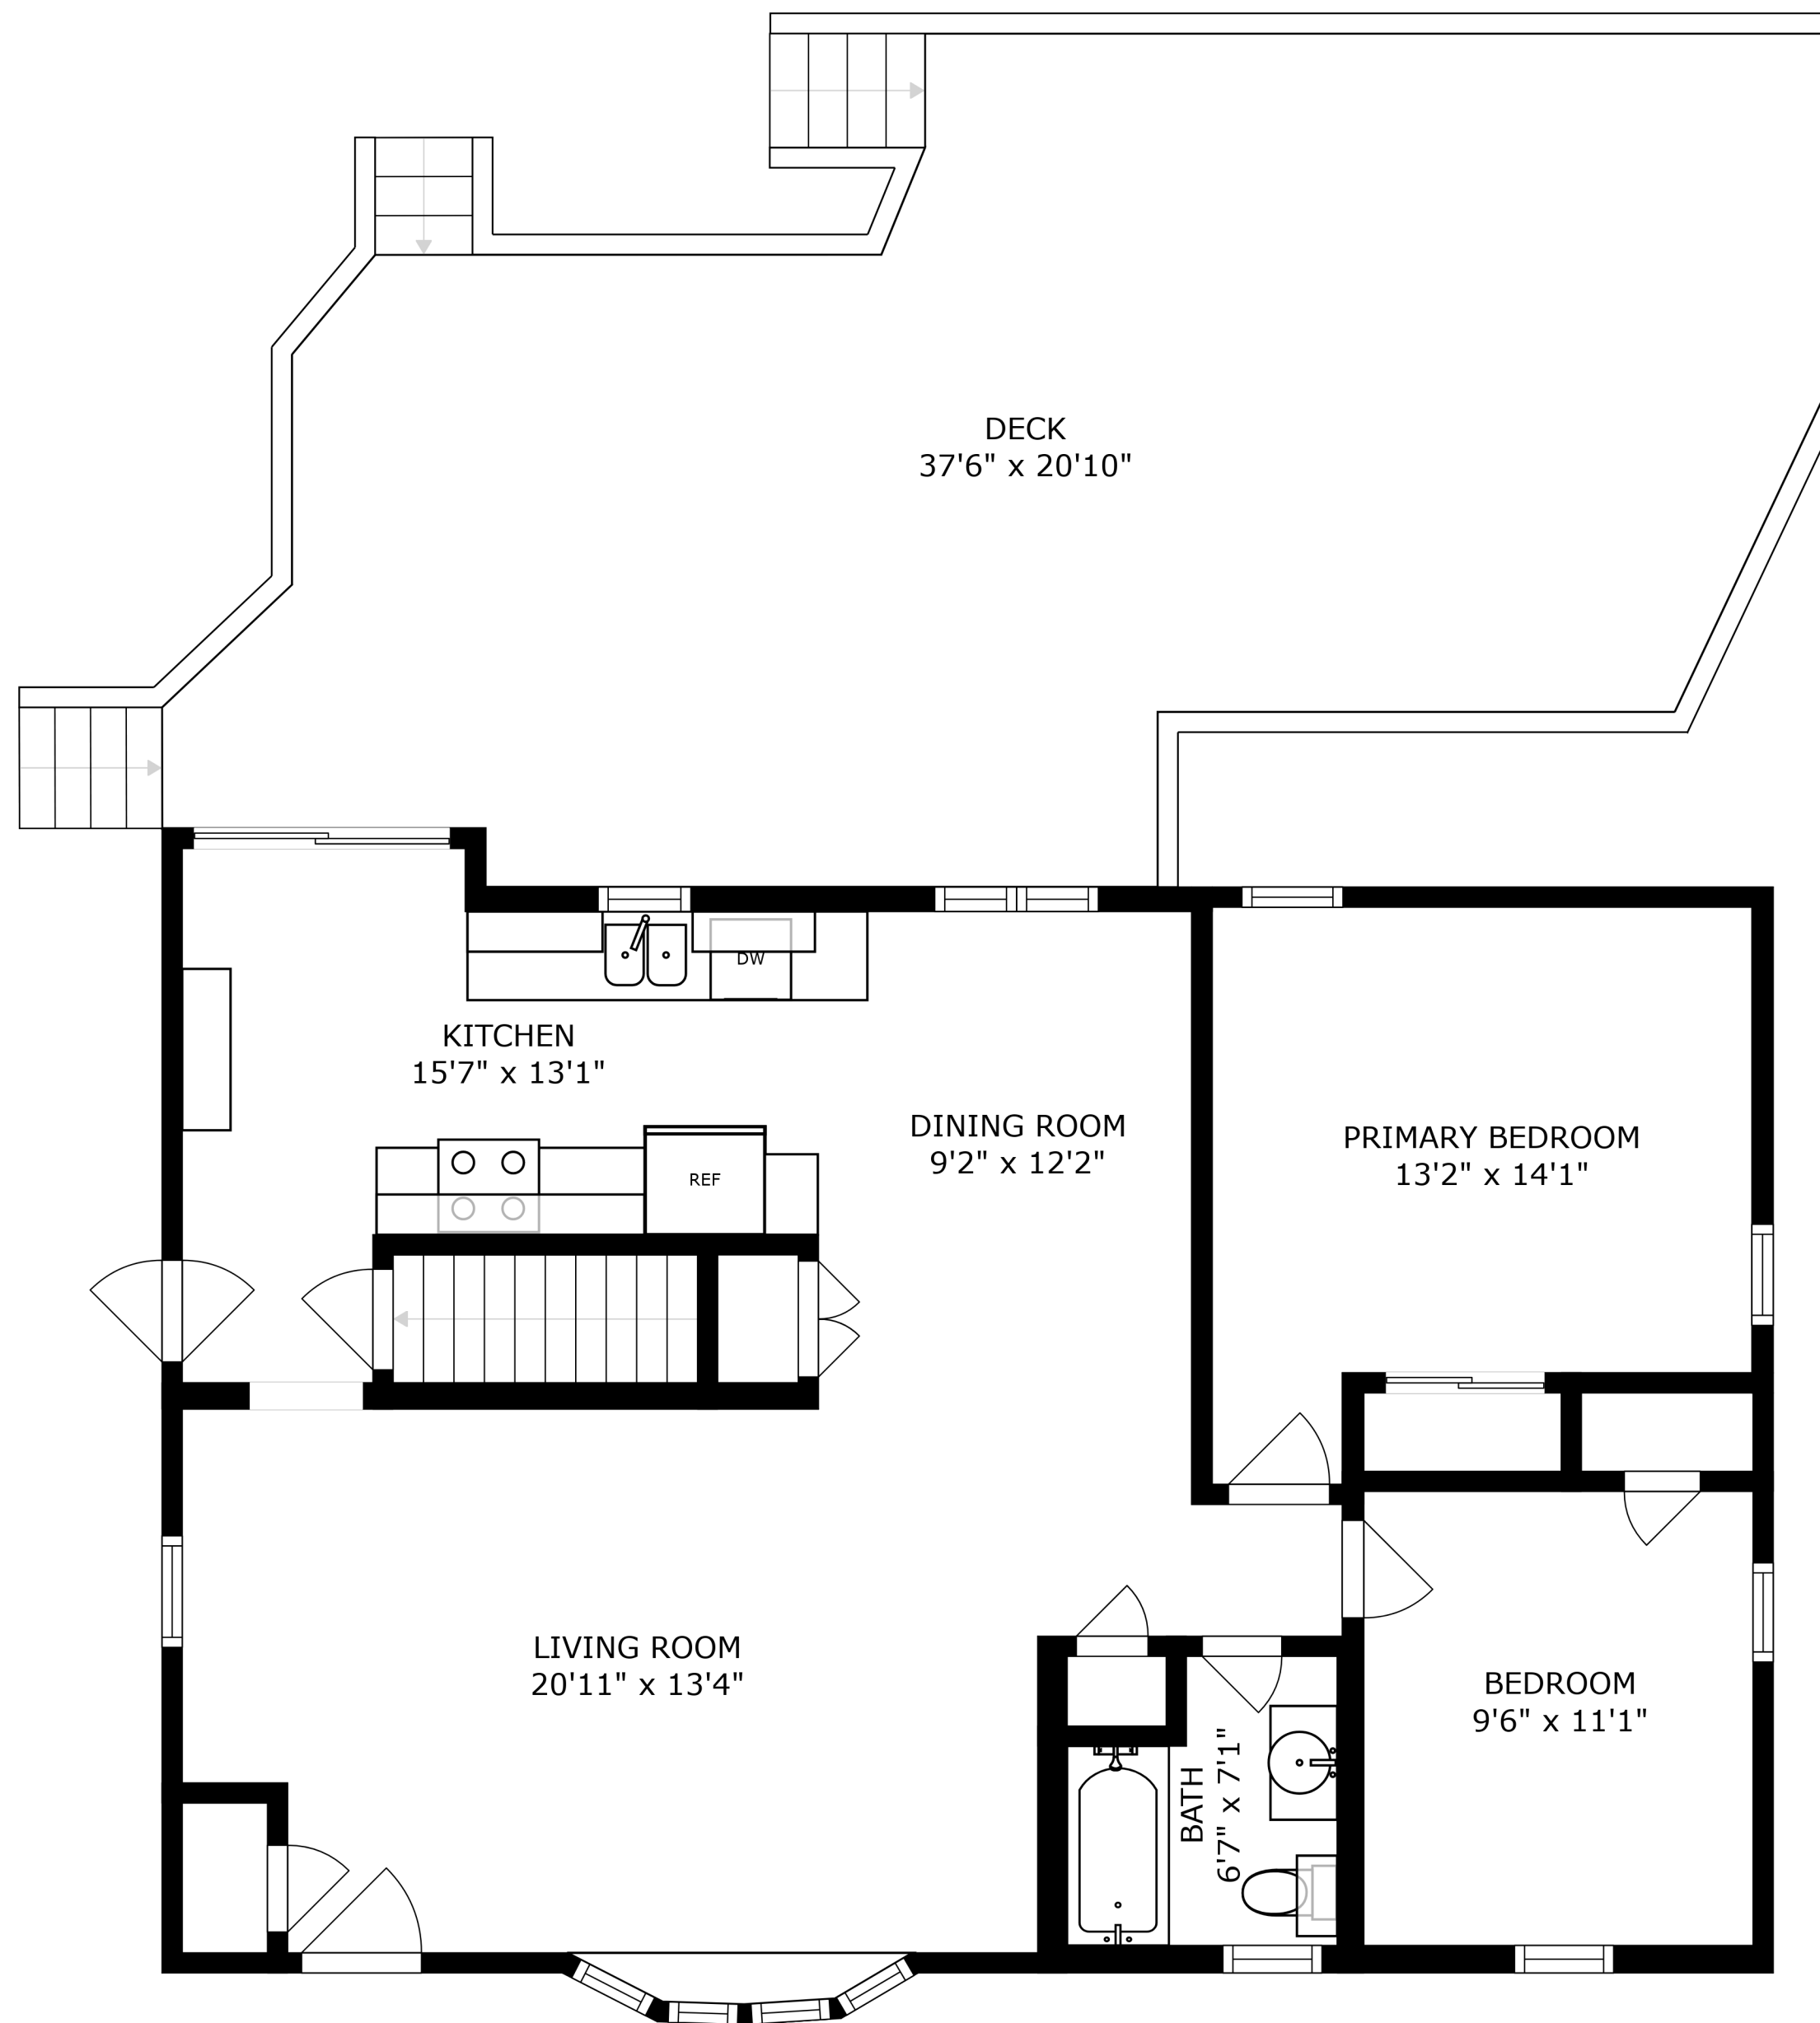 DECK
37'6" x 20'10"
DW
KITCHEN
15'7" x 13'1"
DINING ROOM
9'2" x 12'2"
PRIMARY BEDROOM
13'2" x 14'1"
REF
LIVING ROOM
20'11" x 13'4"
BEDROOM
9'6" x 11'1"
BATH
6'7" x 7'1"